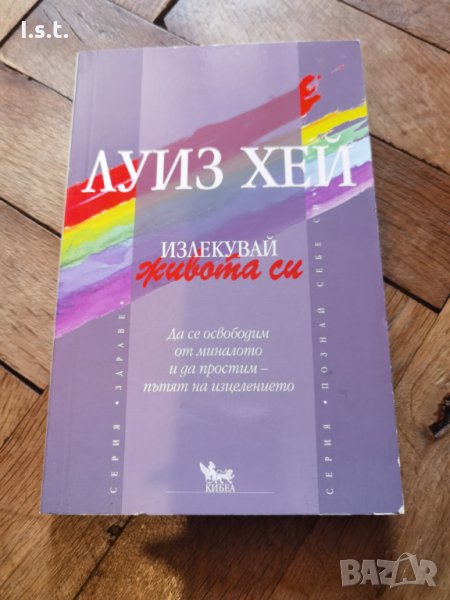 l.s.t.
ЛУИЗ ХЕЙ
ИЗЛЕКУВАЙ
живота си
Да се освободим
от миналото
и да простим –
пътят на изцелението
СЕРИЯ • ЗДРАВЕ •
СЕРИЯ • ПОЗНАЙ СЕБЕ СИ
КИБЕА
BAZAR